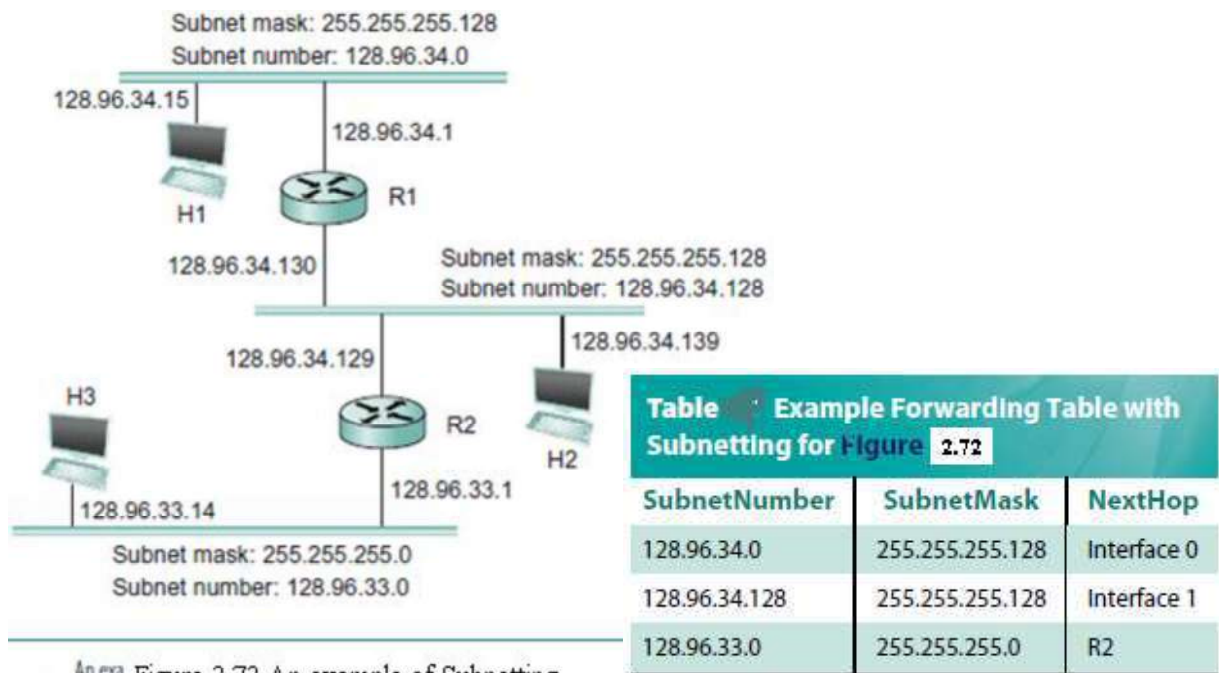 Subnet mask: 255.255.255.128
Subnet number: 128.96.34.0
128.96.34.15
128.96.34.1
H1
R1
128.96.34.130
Subnet mask: 255.255.255.128
Subnet number: 128.96.34.128
128.96.34.129
128.96.34.139
H3
R2
H2
128.96.33.14
128.96.33.1
Subnet mask: 255.255.255.0
Subnet number: 128.96.33.0
Figure 2.72 An example of Subnetting
Table Example Forwarding Table with
Subnetting for Figure 2.72
SubnetNumber SubnetMask NextHop
128.96.34.0 255.255.255.128 Interface 0
128.96.34.128 255.255.255.128 Interface 1
128.96.33.0 255.255.255.0 R2